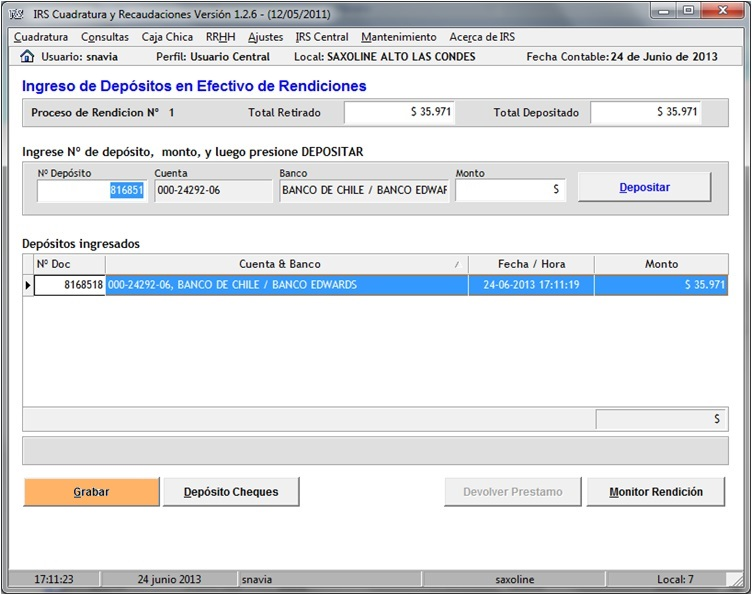 IRS IRS Cuadratura y Recaudaciones Versión 1.2.6 - (12/05/2011)
Cuadratura Consultas Caja Chica RRHH Ajustes IRS Central Mantenimiento Acerca de IRS
Usuario: snavia Perfil: Usuario Central Local: SAXOLINE ALTO LAS CONDES Fecha Contable: 24 de Junio de 2013
Ingreso de Depósitos en Efectivo de Rendiciones
Proceso de Rendicion Nº 1 Total Retirado $ 35.971 Total Depositado $ 35.971
Ingrese Nº de depósito, monto, y luego presione DEPOSITAR
Nº Depósito Cuenta Banco Monto
816851 000-24292-06 BANCO DE CHILE / BANCO EDWAR $ Depositar
Depósitos ingresados
Nº Doc Cuenta & Banco Fecha / Hora Monto
8168518 000-24292-06, BANCO DE CHILE / BANCO EDWARDS 24-06-2013 17:11:19 $ 35.971
$
Grabar Depósito Cheques Devolver Prestamo Monitor Rendición
17:11:23 24 junio 2013 snavia saxoline Local: 7